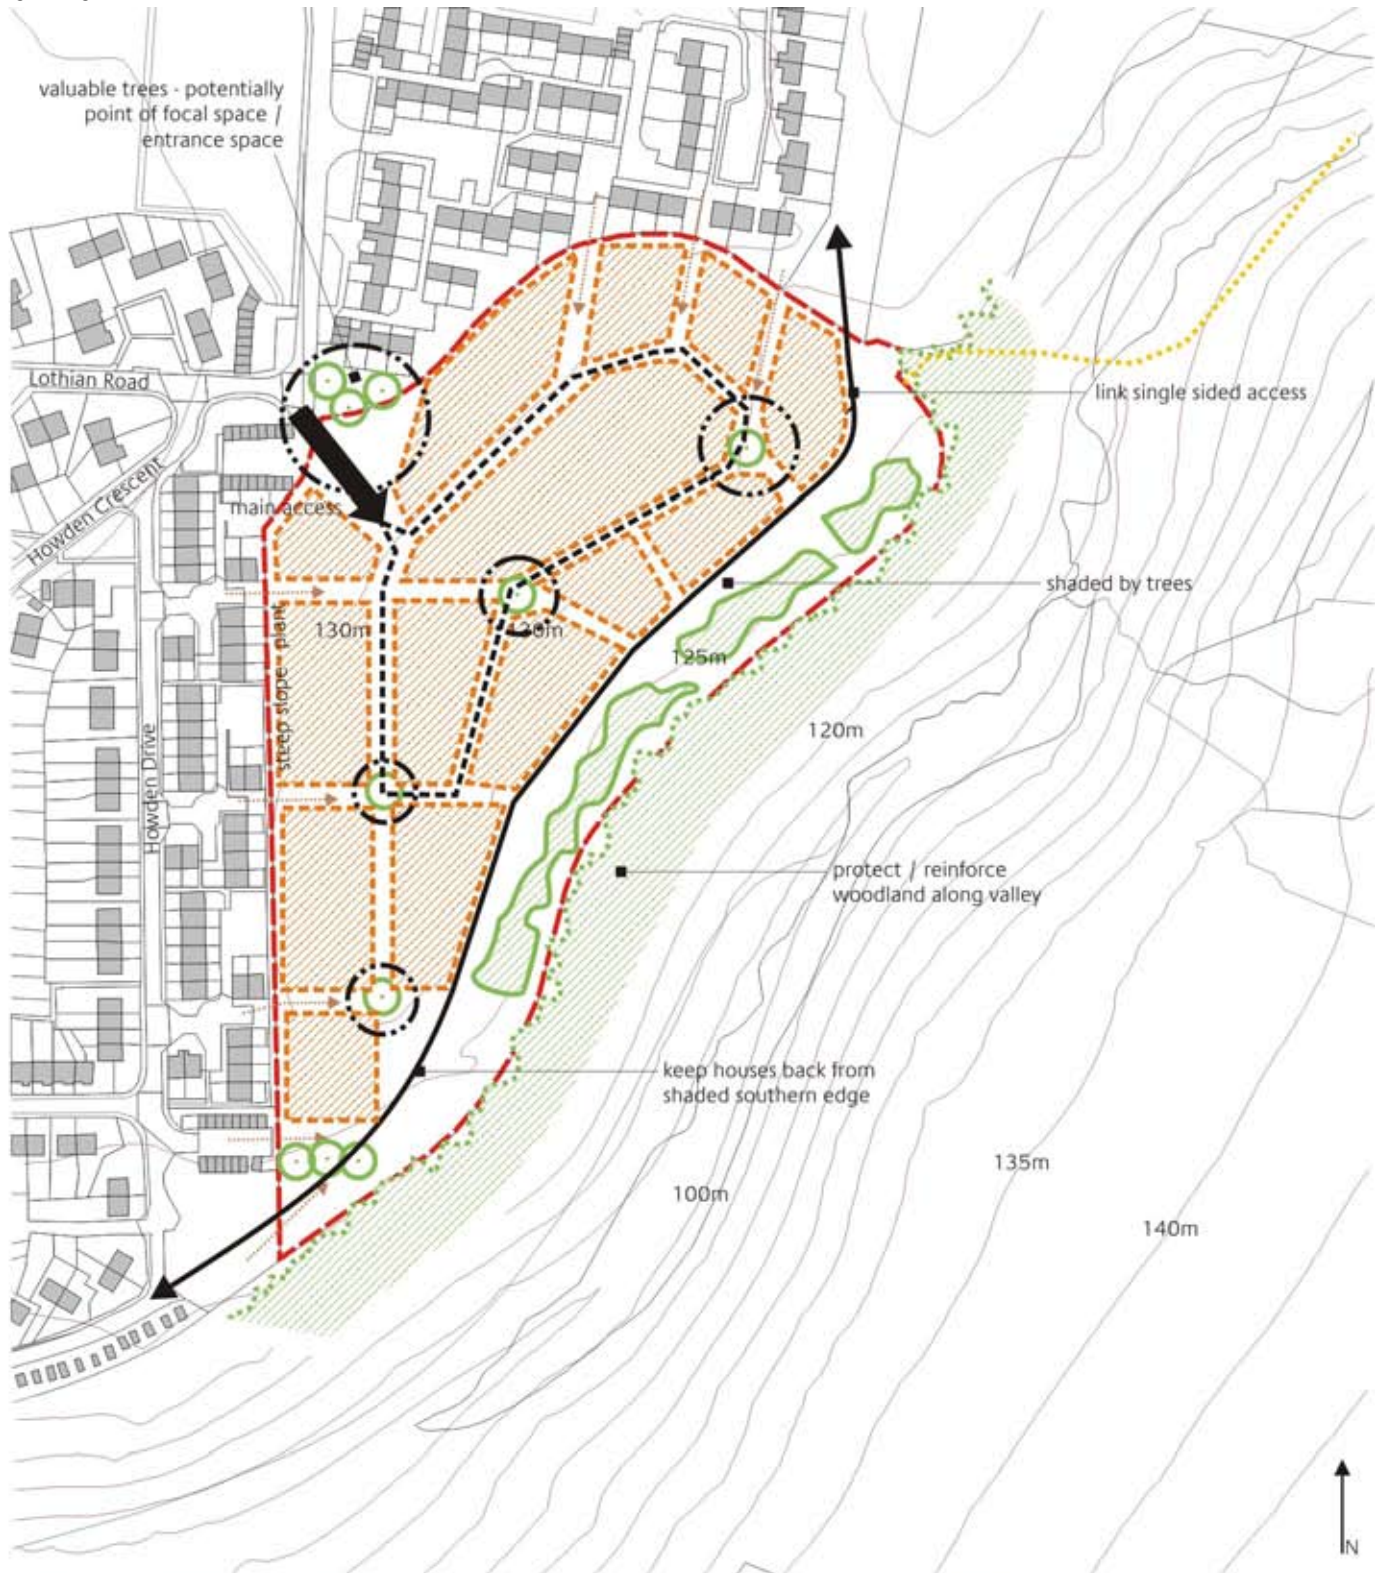 valuable trees - potentially
point of focal space /
entrance space
Lothian Road
link single sided access
Howden Crescent
main access
shaded by trees
130m
130m
steep slope - plant
125m
120m
Howden Drive
protect / reinforce
woodland along valley
keep houses back from
shaded southern edge
135m
100m
140m
N